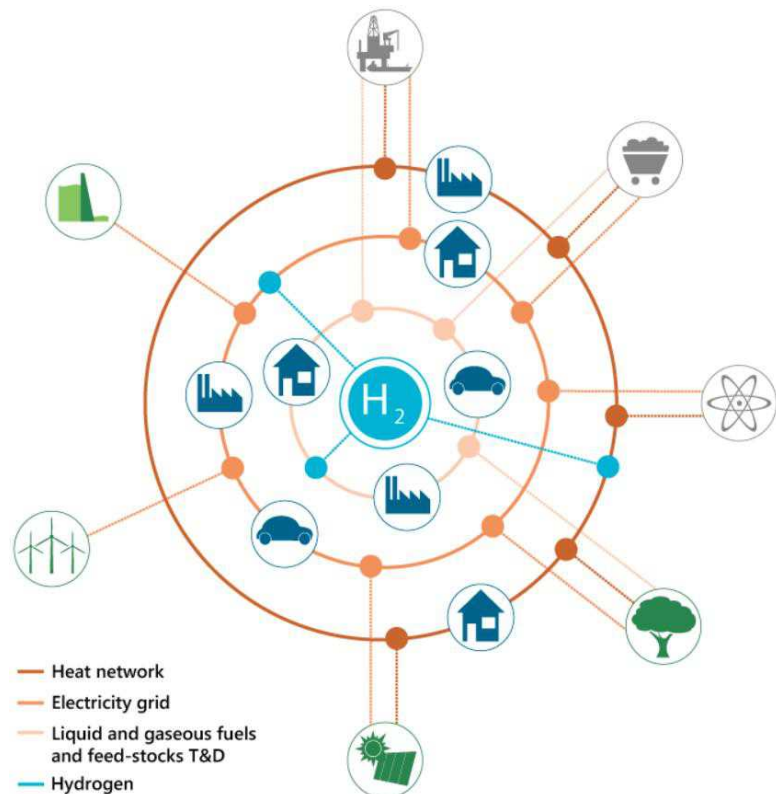 H₂
Heat network
Electricity grid
Liquid and gaseous fuels
and feed-stocks T&D
Hydrogen